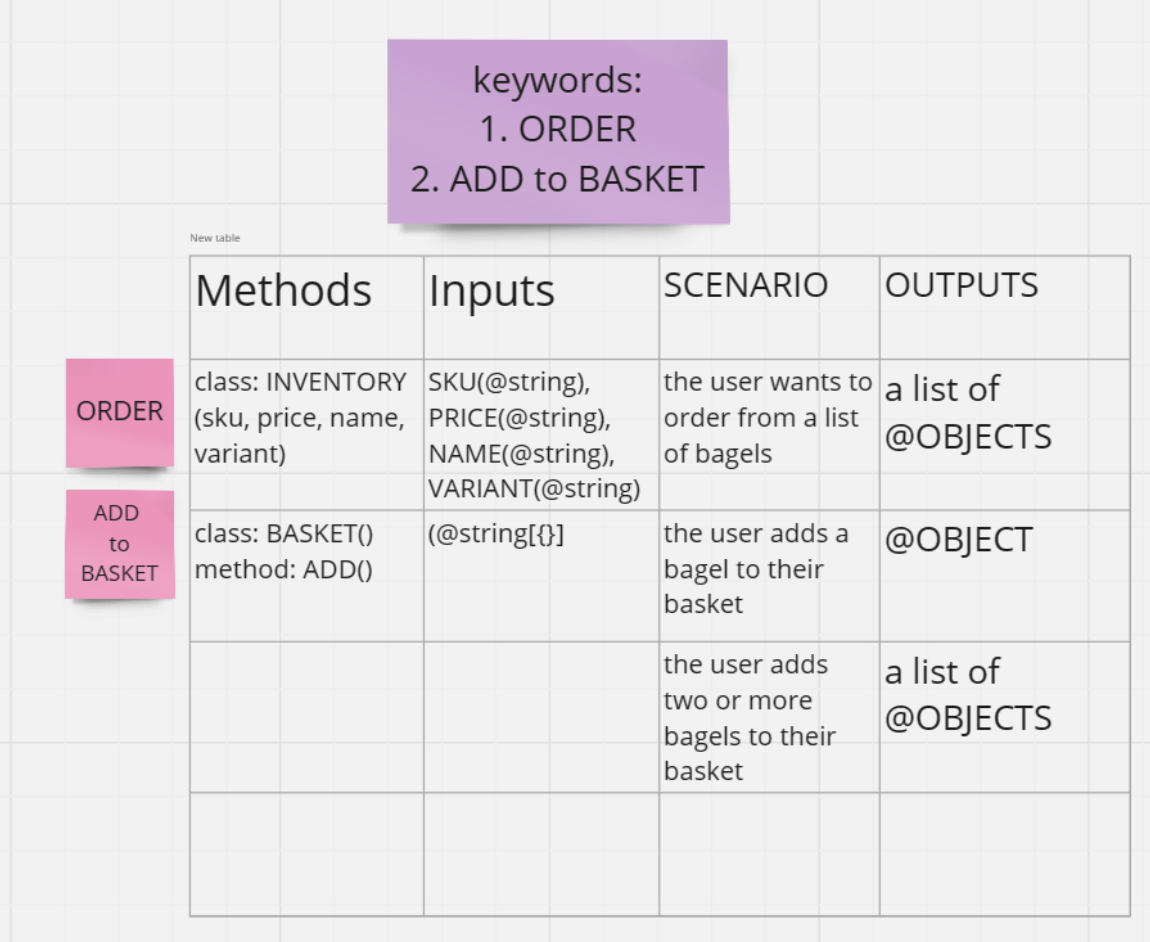 keywords:
1. ORDER
2. ADD to BASKET
New table
Methods
Inputs
SCENARIO
OUTPUTS
ORDER
class: INVENTORY
(sku, price, name,
variant)
SKU(@string),
PRICE(@string),
NAME(@string),
VARIANT(@string)
the user wants to
order from a list
of bagels
a list of
@OBJECTS
ADD
to
BASKET
class: BASKET()
method: ADD()
(@string[{}]
the user adds a
bagel to their
basket
@OBJECT
the user adds
two or more
bagels to their
basket
a list of
@OBJECTS